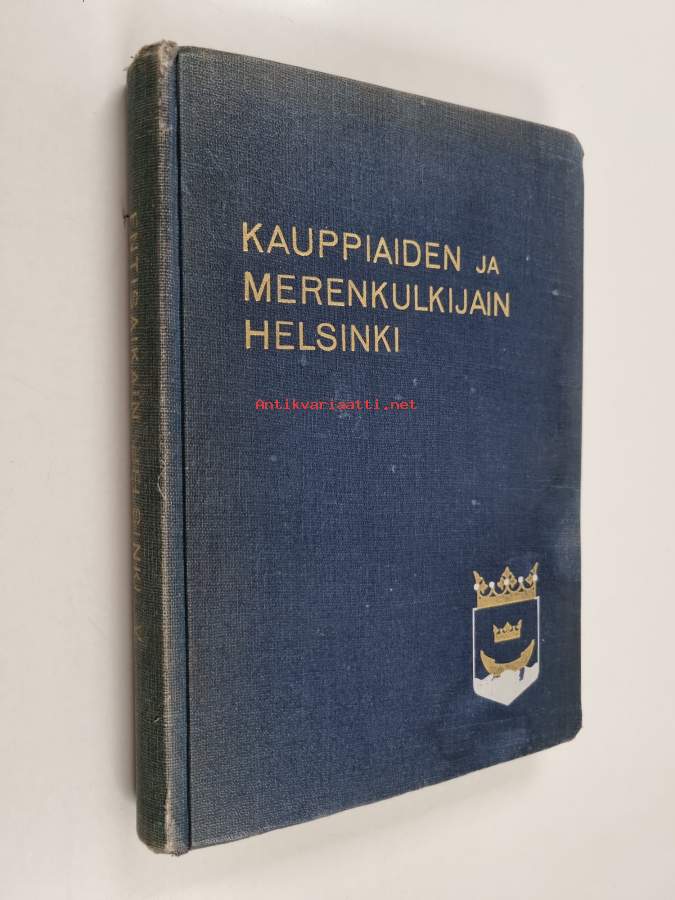 KAUPPIAIDEN JA
MERENKULKIJAIN
HELSINKI
Antikvariaatti.net
ENTISAIKAIN HELSINKI V